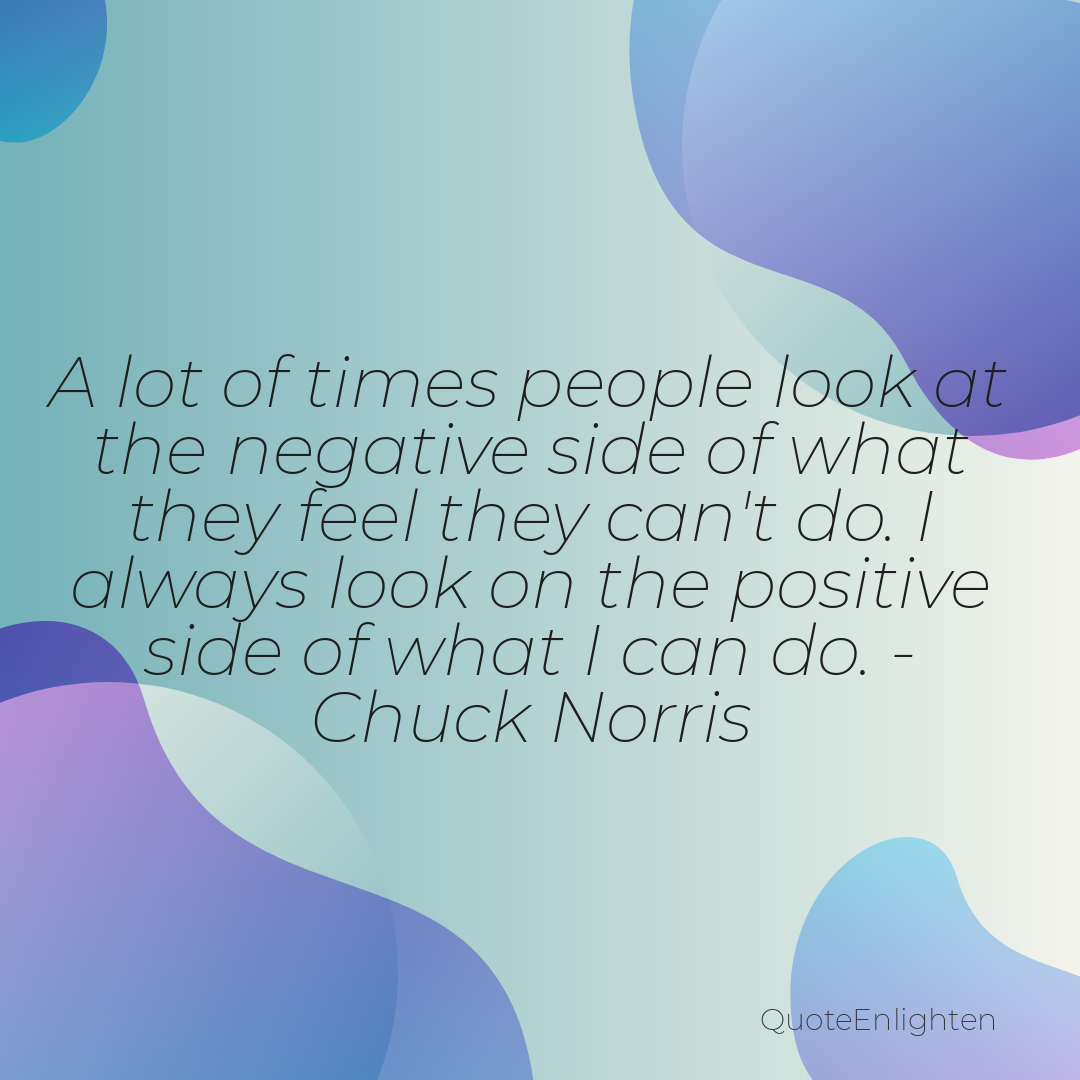 A lot of times people look at
the negative side of what
they feel they can't do. I
always look on the positive
side of what I can do. -
Chuck Norris
QuoteEnlighten